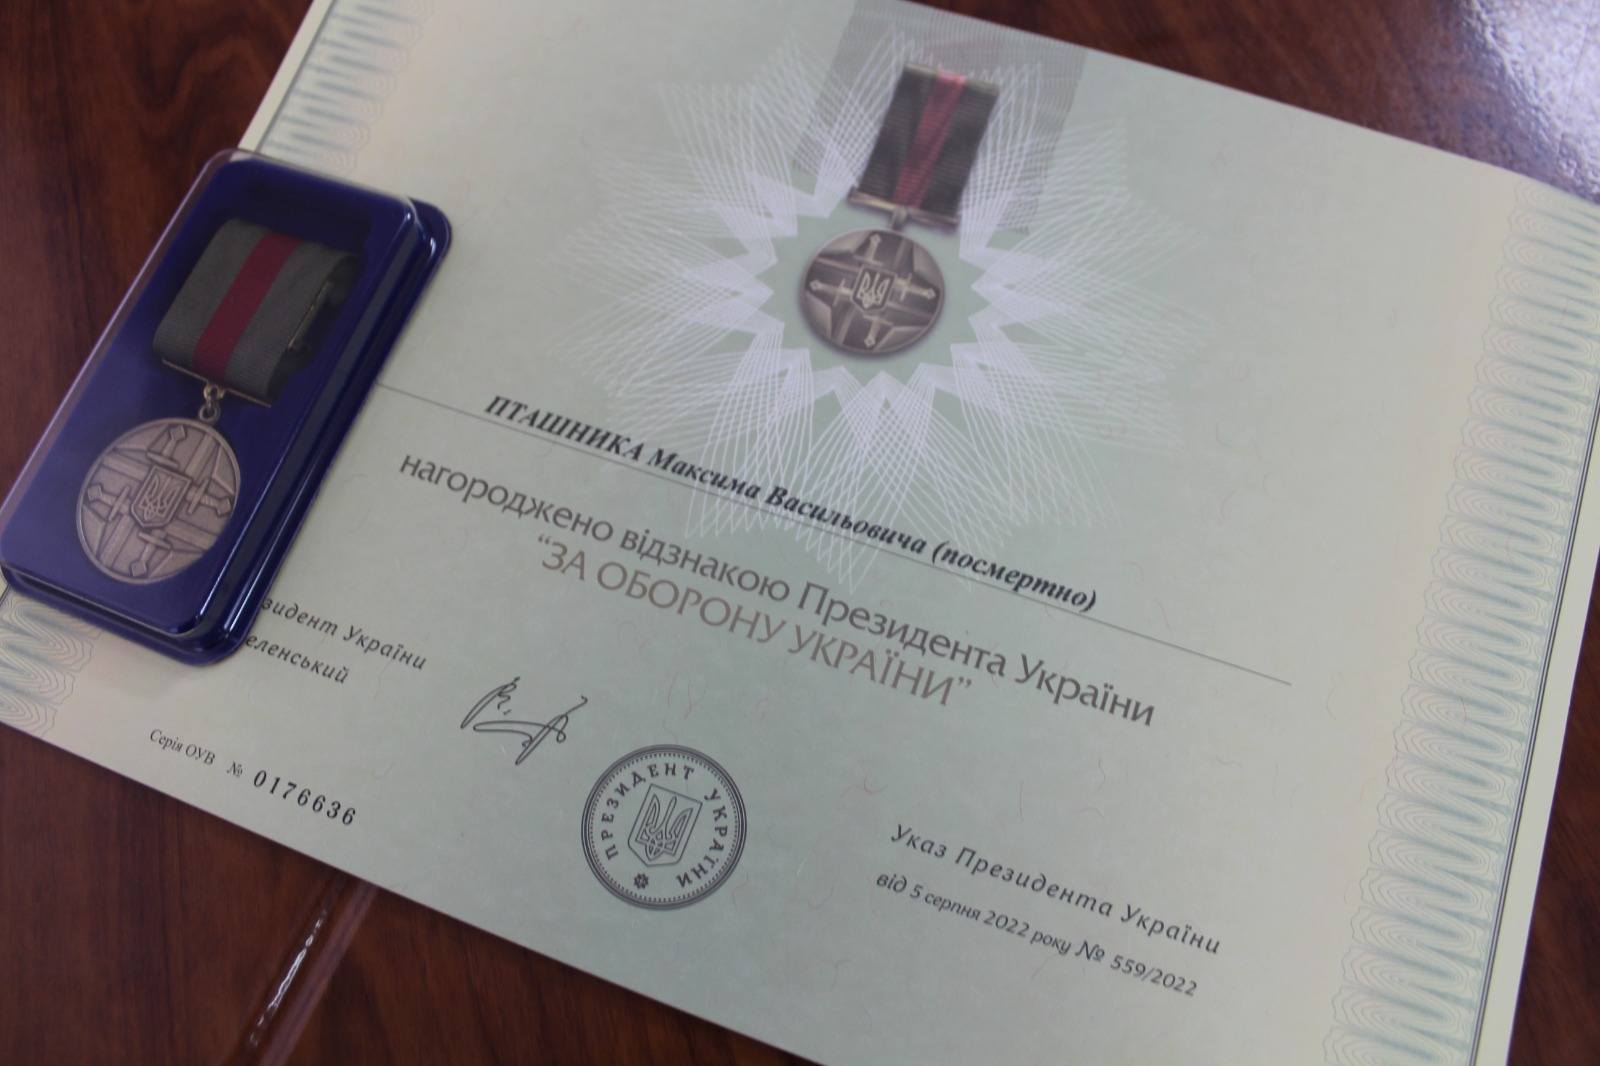 ПТАШНИКА Максима Васильовича (посмертно)
нагороджено відзнакою Президента України
“ЗА ОБОРОНУ УКРАЇНИ”
зидент України
еленський
Серія ОУВ № 0176636
ПРЕЗИДЕНТ УКРАЇНИ
Указ Президента України
від 5 серпня 2022 року № 559/2022